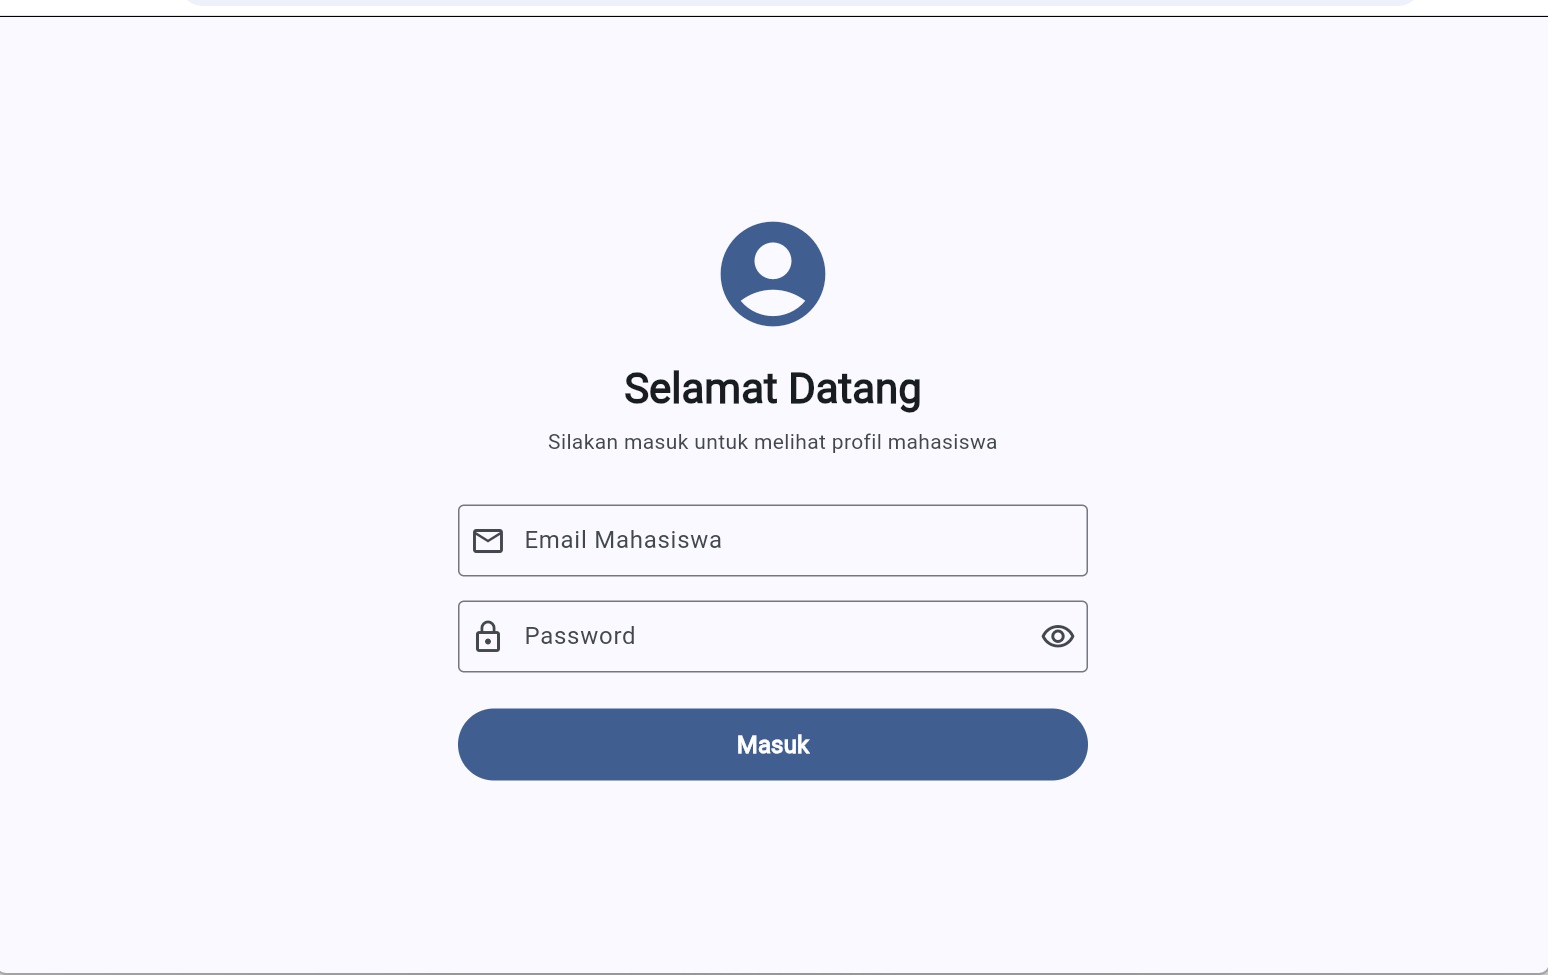 Selamat Datang
Silakan masuk untuk melihat profil mahasiswa
Email Mahasiswa
Password
Masuk